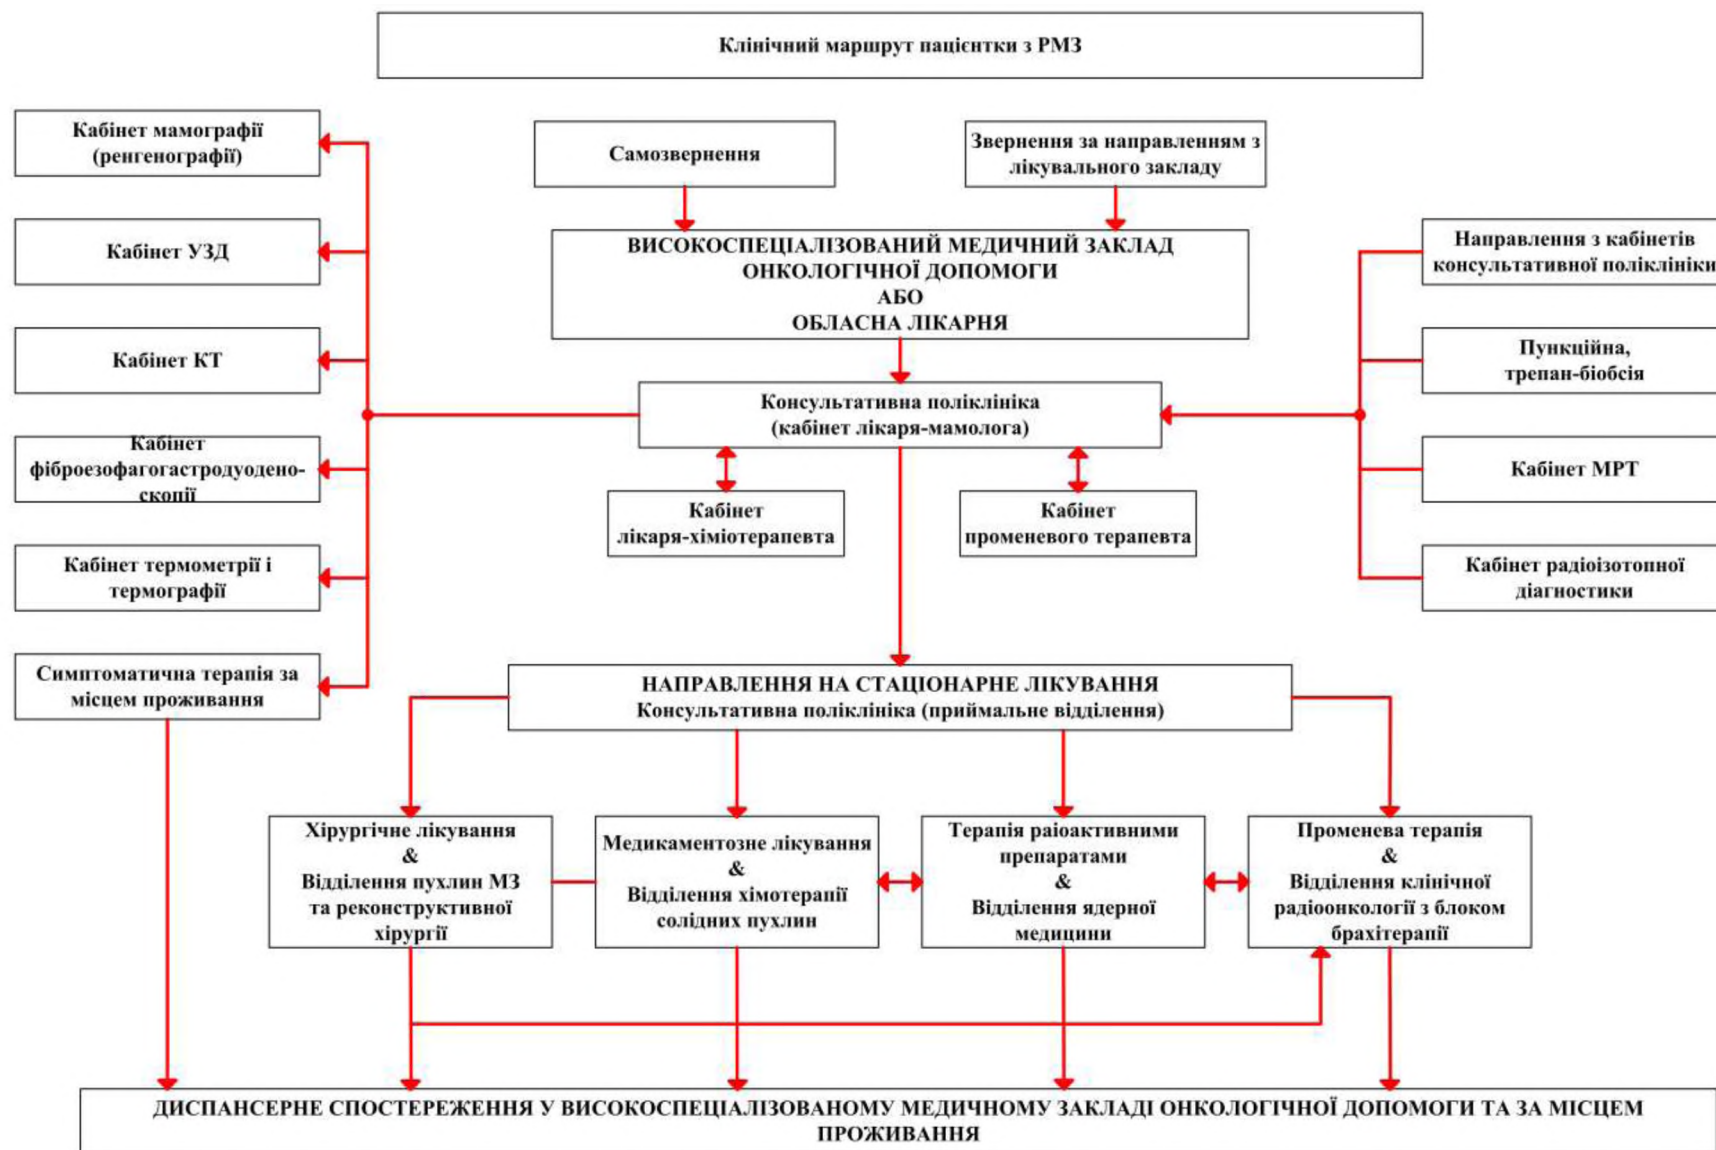 Клінічний маршрут пацієнтки з РМЗ
Кабінет мамографії
(ренгенографії)
Самозвернення
Звернення за направленням з
лікувального закладу
Кабінет УЗД
ВИСОКОСПЕЦІАЛІЗОВАНИЙ МЕДИЧНИЙ ЗАКЛАД
ОНКОЛОГІЧНОЇ ДОПОМОГИ
АБО
ОБЛАСНА ЛІКАРНЯ
Направлення з кабінетів
консультативної поліклініки
Кабінет КТ
Пункційна,
трепан-біобсія
Консультативна поліклініка
(кабінет лікаря-мамолога)
Кабінет
фіброезофагогастродуодено-
скопії
Кабінет МРТ
Кабінет
лікаря-хіміотерапевта
Кабінет
променевого терапевта
Кабінет термометрії і
термографії
Кабінет радіоізотопної
діагностики
Симптоматична терапія за
місцем проживання
НАПРАВЛЕННЯ НА СТАЦІОНАРНЕ ЛІКУВАННЯ
Консультативна поліклініка (приймальне відділення)
Хірургічне лікування
&
Відділення пухлин МЗ
та реконструктивної
хірургії
Медикаментозне лікування
&
Відділення хімотерапії
солідних пухлин
Терапія раіоактивними
препаратами
&
Відділення ядерної
медицини
Променева терапія
&
Відділення клінічної
радіоонкології з блоком
брахітерапії
ДИСПАНСЕРНЕ СПОСТЕРЕЖЕННЯ У ВИСОКОСПЕЦІАЛІЗОВАНОМУ МЕДИЧНОМУ ЗАКЛАДІ ОНКОЛОГІЧНОЇ ДОПОМОГИ ТА ЗА МІСЦЕМ
ПРОЖИВАННЯ